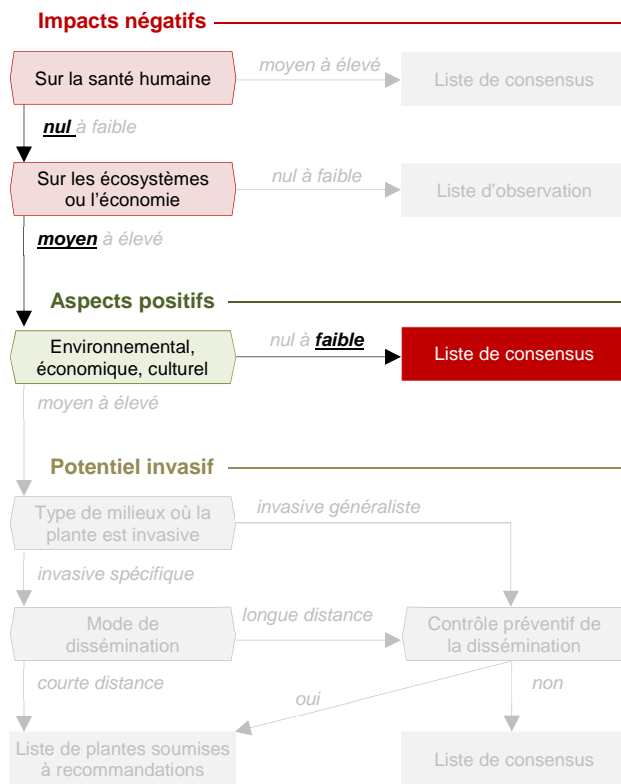 Impacts négatifs
Sur la santé humaine
moyen à élevé
Liste de consensus
nul à faible
Sur les écosystèmes
ou l'économie
nul à faible
Liste d'observation
moyen à élevé
Aspects positifs
Environnemental,
économique, culturel
nul à faible
Liste de consensus
moyen à élevé
Potentiel invasif
Type de milieux où la
plante est invasive
invasive généraliste
invasive spécifique
Mode de
dissémination
longue distance
Contrôle préventif de
la dissémination
courte distance
oui
non
Liste de plantes soumises
à recommandations
Liste de consensus